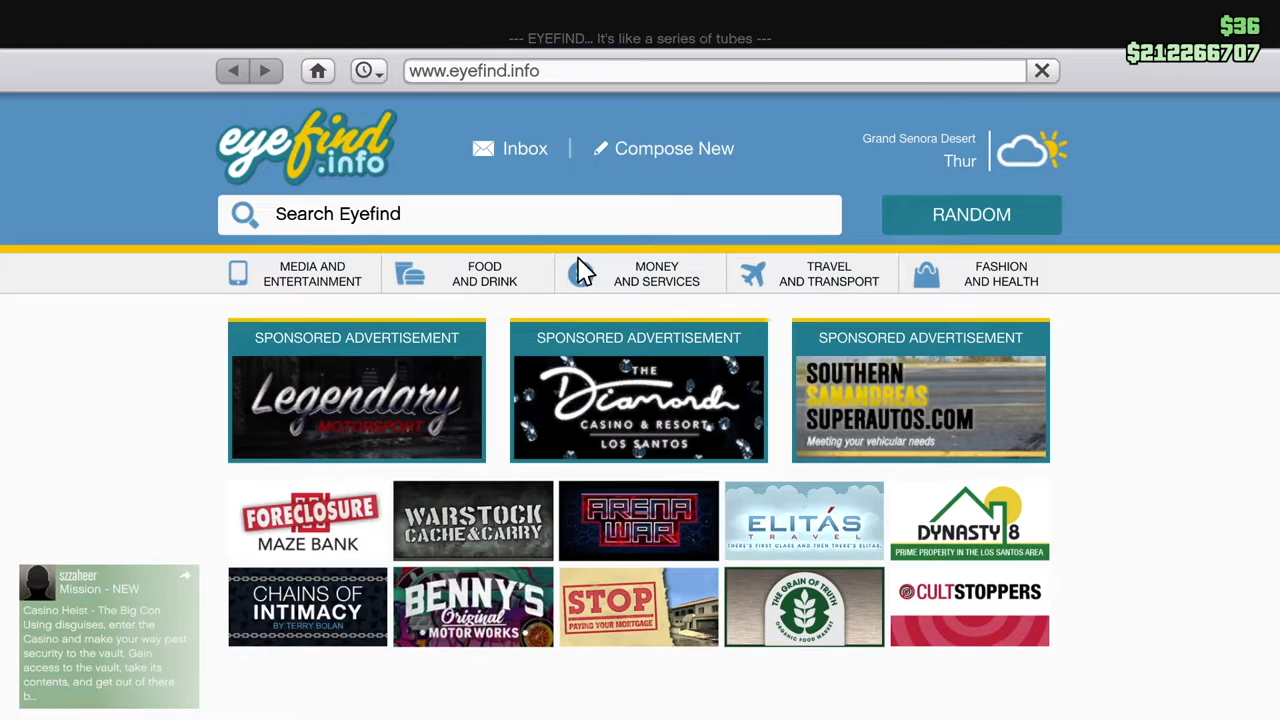 --- EYEFIND... It's like a series of tubes ---
$36
$212266707
www.eyefind.info
eyefind
.info
Inbox
Compose New
Grand Senora Desert
Thur
Search Eyefind
RANDOM
MEDIA AND
ENTERTAINMENT
FOOD
AND DRINK
MONEY
AND SERVICES
TRAVEL
AND TRANSPORT
FASHION
AND HEALTH
SPONSORED ADVERTISEMENT
Legendary
MOTORSPORT
SPONSORED ADVERTISEMENT
THE
Diamond
CASINO & RESORT
LOS SANTOS
SPONSORED ADVERTISEMENT
SOUTHERN
SANANDREAS
SUPERAUTOS.COM
Meeting your vehicular needs
FORECLOSURE
MAZE BANK
WARSTOCK
CACHE & CARRY
ARENA
WAR
ELITÁS
TRAVEL
THERE'S FIRST CLASS AND THEN THERE'S ELITAS.
DYNASTY 8
PRIME PROPERTY IN THE LOS SANTOS AREA
CHAINS OF
INTIMACY
BY TERRY BOLAN
BENNY'S
Original
MOTOR WORKS
STOP
PAYING YOUR MORTGAGE
THE GRAIN OF TRUTH
ORGANIC FOOD MARKET
CULTSTOPPERS
szzaheer
Mission - NEW
Casino Heist - The Big Con
Using disguises, enter the
Casino and make your way past
security to the vault. Gain
access to the vault, take its
contents, and get out of there
b...